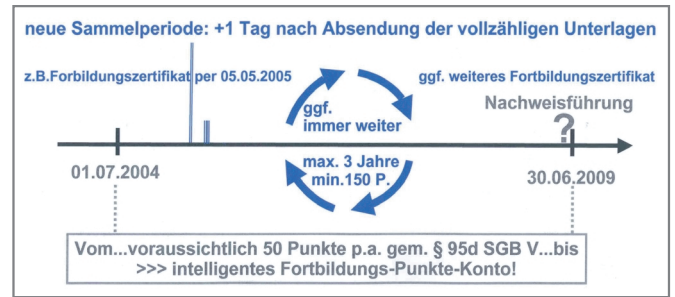 neue Sammelperiode: +1 Tag nach Absendung der vollzähligen Unterlagen
z.B.Forbildungszertifikat per 05.05.2005
ggf. weiteres Fortbildungszertifikat
ggf.
immer weiter
Nachweisführung
?
max. 3 Jahre
min.150 P.
01.07.2004
30.06.2009
Vom...voraussichtlich 50 Punkte p.a. gem. § 95d SGB V...bis
>>> intelligentes Fortbildungs-Punkte-Konto!